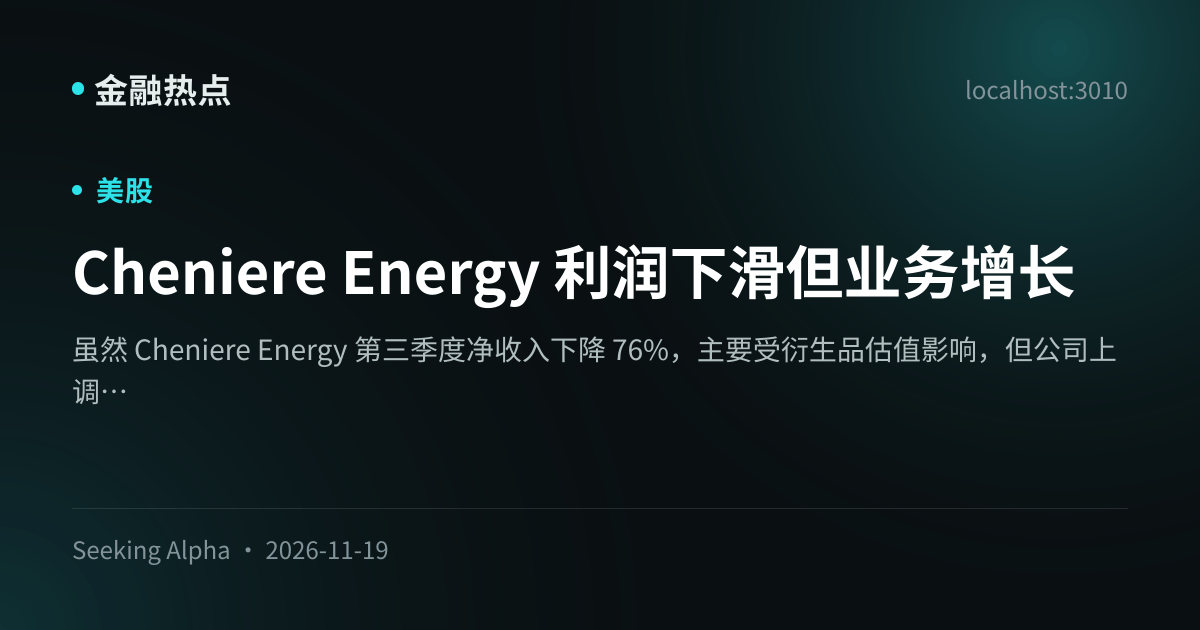 金融热点
localhost:3010
美股
Cheniere Energy 利润下滑但业务增长
虽然 Cheniere Energy 第三季度净收入下降 76%，主要受衍生品估值影响，但公司上
调…
Seeking Alpha · 2026-11-19